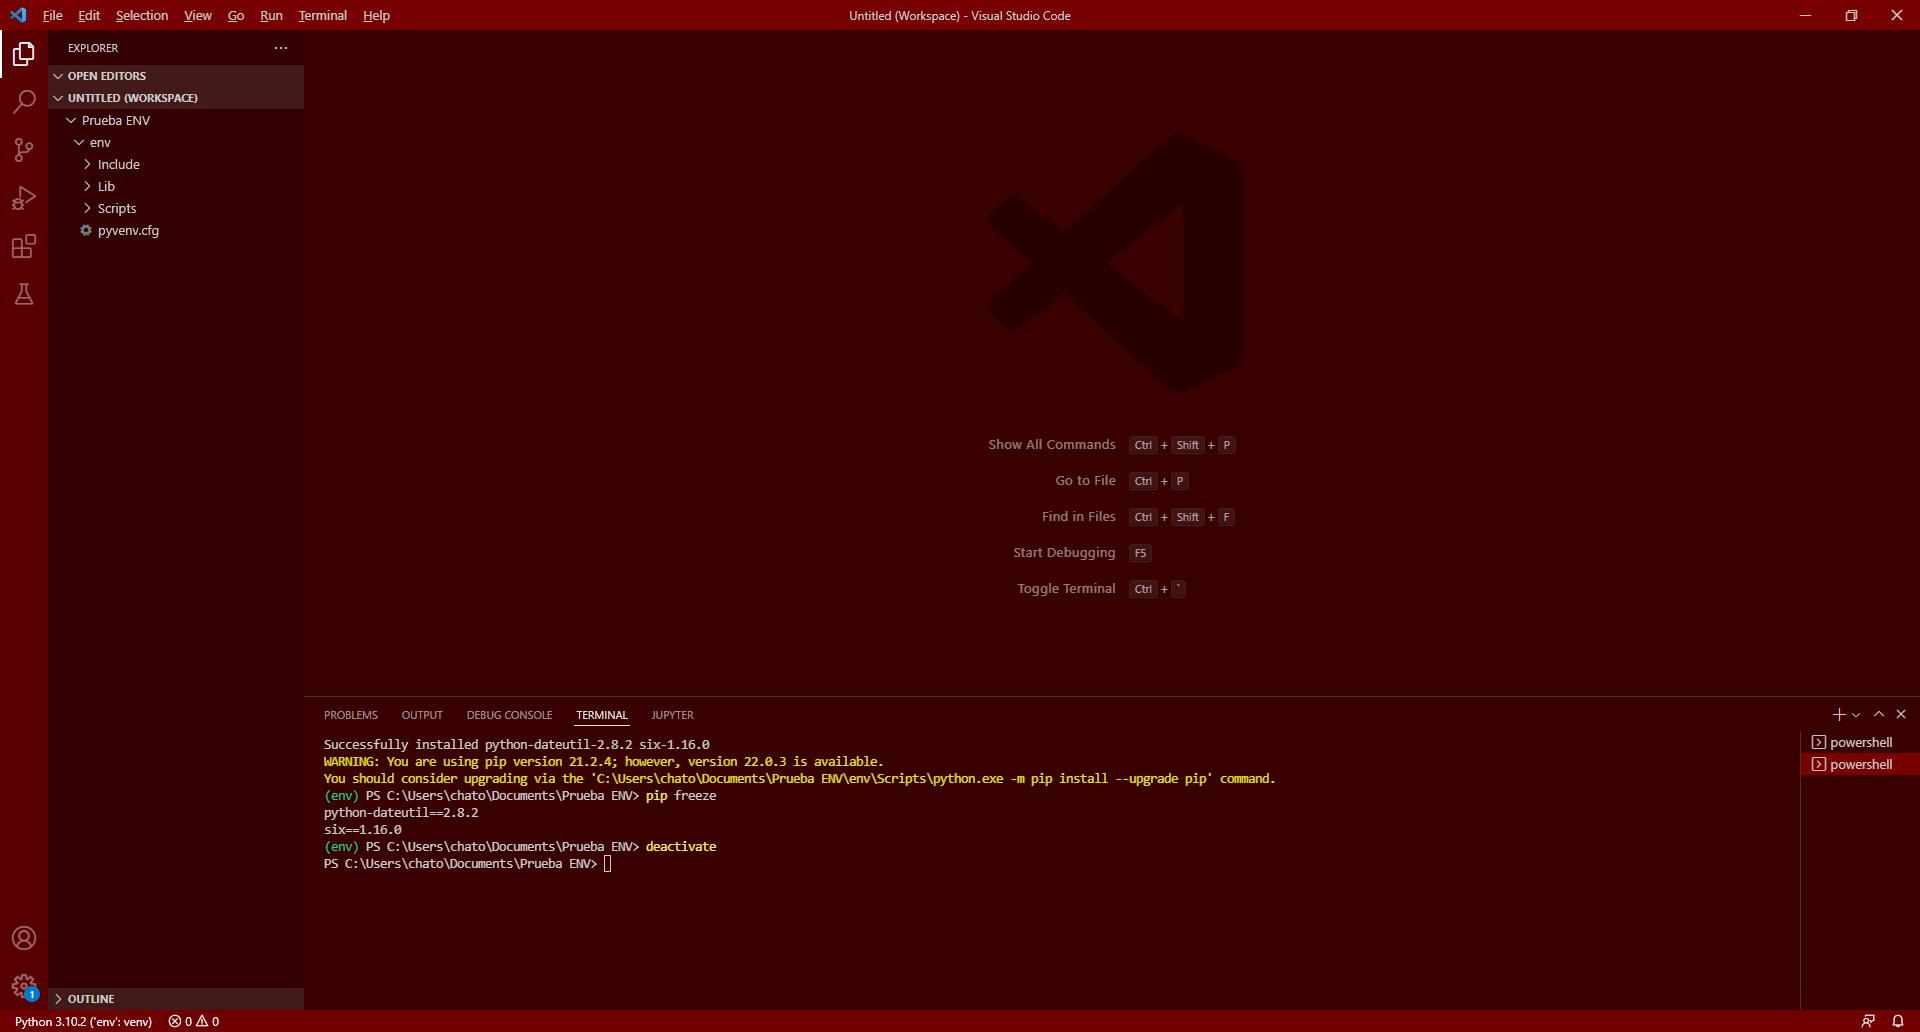 File Edit Selection View Go Run Terminal Help
Untitled (Workspace) - Visual Studio Code
EXPLORER
OPEN EDITORS
UNTITLED (WORKSPACE)
Prueba ENV
env
Include
Lib
Scripts
pyvenv.cfg
OUTLINE
Show All Commands Ctrl + Shift + P
Go to File Ctrl + P
Find in Files Ctrl + Shift + F
Start Debugging F5
Toggle Terminal Ctrl + `
PROBLEMS OUTPUT DEBUG CONSOLE TERMINAL JUPYTER
Successfully installed python-dateutil-2.8.2 six-1.16.0
WARNING: You are using pip version 21.2.4; however, version 22.0.3 is available.
You should consider upgrading via the 'C:\Users\chato\Documents\Prueba ENV\env\Scripts\python.exe -m pip install --upgrade pip' command.
(env) PS C:\Users\chato\Documents\Prueba ENV> pip freeze
python-dateutil==2.8.2
six==1.16.0
(env) PS C:\Users\chato\Documents\Prueba ENV> deactivate
PS C:\Users\chato\Documents\Prueba ENV>
powershell
powershell
1
Python 3.10.2 ('env': venv) 0 0